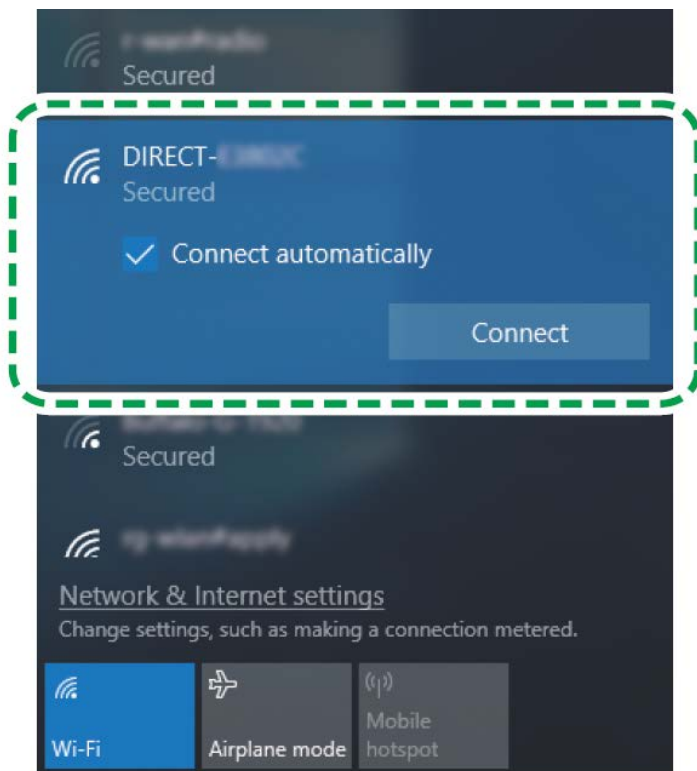 Secured
DIRECT-
Secured
Connect automatically
Connect
Secured
Network & Internet settings
Change settings, such as making a connection metered.
Wi-Fi
Airplane mode
Mobile
hotspot